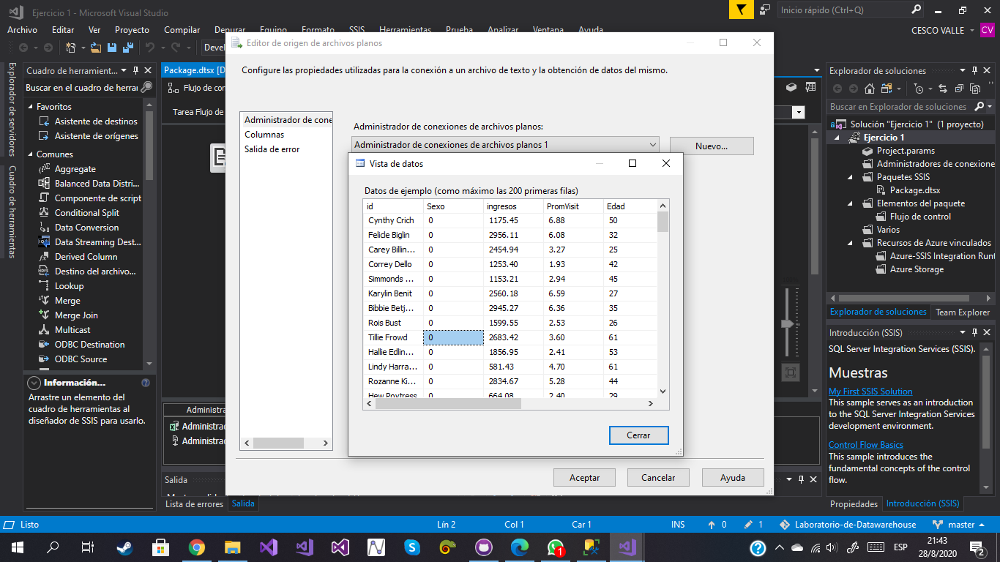 Ejercicio 1 - Microsoft Visual Studio
Inicio rápido (Ctrl+Q)
Archivo Editar Ver Proyecto Compilar Depurar Equipo Formato SSIS Herramientas Prueba Analizar Ventana Ayuda
CESCO VALLE CV
Explorador de servidores
Cuadro de herramientas
Cuadro de herramient...
Buscar en el cuadro de herrar
Favoritos
Asistente de destinos
Asistente de orígenes
Comunes
Aggregate
Balanced Data Distri...
Componente de script
Conditional Split
Data Conversion
Data Streaming Dest...
Derived Column
Destino del archivo...
Lookup
Merge
Merge Join
Multicast
ODBC Destination
ODBC Source
Información...
Arrastre un elemento del
cuadro de herramientas al
diseñador de SSIS para usarlo.
Package.dtsx [D
Flujo de con
Tarea Flujo de
Administra
Administrac
Administrac
Salida
Lista de errores Salida
Editor de origen de archivos planos
Configure las propiedades utilizadas para la conexión a un archivo de texto y la obtención de datos del mismo.
Administrador de cone
Columnas
Salida de error
Administrador de conexiones de archivos planos:
Administrador de conexiones de archivos planos 1
Nuevo...
Vista de datos
Datos de ejemplo (como máximo las 200 primeras filas)
id Sexo ingresos PromVisit Edad
Cynthy Crich 0 1175.45 6.88 50
Felicle Biglin 0 2956.11 6.08 32
Carey Billin... 0 2454.94 3.27 25
Correy Dello 0 1253.40 1.93 42
Simmonds ... 0 1153.21 2.94 45
Karylin Benit 0 2560.18 6.59 27
Bibbie Betj... 0 2945.27 6.36 35
Rois Bust 0 1599.55 2.53 26
Tillie Frowd 0 2683.42 3.60 61
Hallie Edlin... 0 1856.95 2.41 53
Lindy Harra... 0 581.43 4.70 61
Rozanne Ki... 0 2834.67 5.28 44
Hew Poytress 0 664.08 2.40 29
Cerrar
Aceptar Cancelar Ayuda
Explorador de soluciones
Buscar en Explorador de soluciones
Solución "Ejercicio 1" (1 proyecto)
Ejercicio 1
Project.params
Administradores de conexione
Paquetes SSIS
Package.dtsx
Elementos del paquete
Flujo de control
Varios
Recursos de Azure vinculados
Azure-SSIS Integration Runt
Azure Storage
Explorador de soluciones Team Explorer
Introducción (SSIS)
SQL Server Integration Services (SSIS).
Muestras
My First SSIS Solution
This sample serves as an introduction
to the SQL Server Integration Services
development environment.
Control Flow Basics
This sample introduces the
fundamental concepts of the control
flow.
Propiedades Introducción (SSIS)
Listo Lín 2 Col 1 Car 1 INS 0 1 Laboratorio-de-Datawarehouse master
1 ESP 21:43
28/8/2020 2